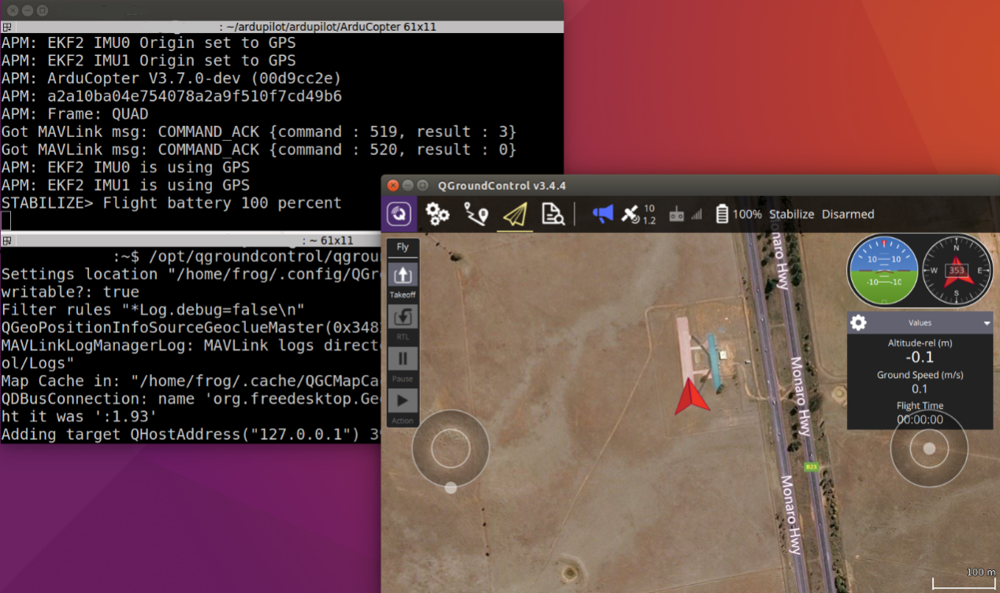 : ~/ardupilot/ardupilot/ArduCopter 61x11
APM: EKF2 IMU0 Origin set to GPS
APM: EKF2 IMU1 Origin set to GPS
APM: ArduCopter V3.7.0-dev (00d9cc2e)
APM: a2a10ba04e754078a2a9f510f7cd49b6
APM: Frame: QUAD
Got MAVLink msg: COMMAND_ACK {command : 519, result : 3}
Got MAVLink msg: COMMAND_ACK {command : 520, result : 0}
APM: EKF2 IMU0 is using GPS
APM: EKF2 IMU1 is using GPS
STABILIZE> Flight battery 100 percent
: ~ 61x11
:~$ /opt/qgroundcontrol/qgroun
Settings location "/home/frog/.config/QGr
writable?: true
Filter rules "*Log.debug=false\n"
QGeoPositionInfoSourceGeoclueMaster(0x348
MAVLinkLogManagerLog: MAVLink logs direct
ol/Logs"
Map Cache in: "/home/frog/.cache/QGCMapCa
QDBusConnection: name 'org.freedesktop.Ge
ht it was ':1.93'
Adding target QHostAddress("127.0.0.1") 39
QGroundControl v3.4.4
10
1.2
100% Stabilize Disarmed
Fly
Takeoff
RTL
Pause
Action
Monaro Hwy
Monaro Hwy
Monaro Hwy
B23
10 10
-10 -10
N
W 353 E
S
Values
Altitude-rel (m)
-0.1
Ground Speed (m/s)
0.1
Flight Time
00:00:00
100 m